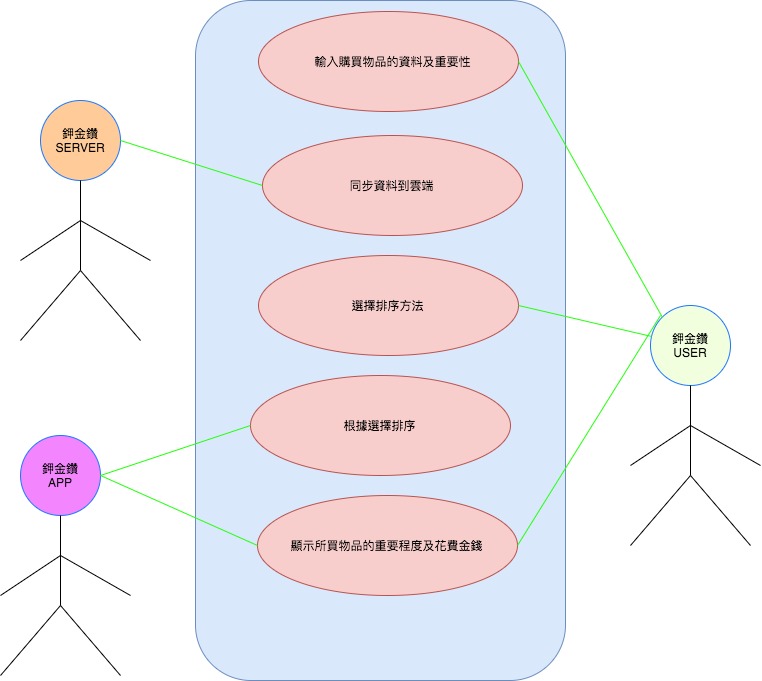 輸入購買物品的資料及重要性
鉀金鑽
SERVER
同步資料到雲端
選擇排序方法
鉀金鑽
USER
根據選擇排序
鉀金鑽
APP
顯示所買物品的重要程度及花費金錢